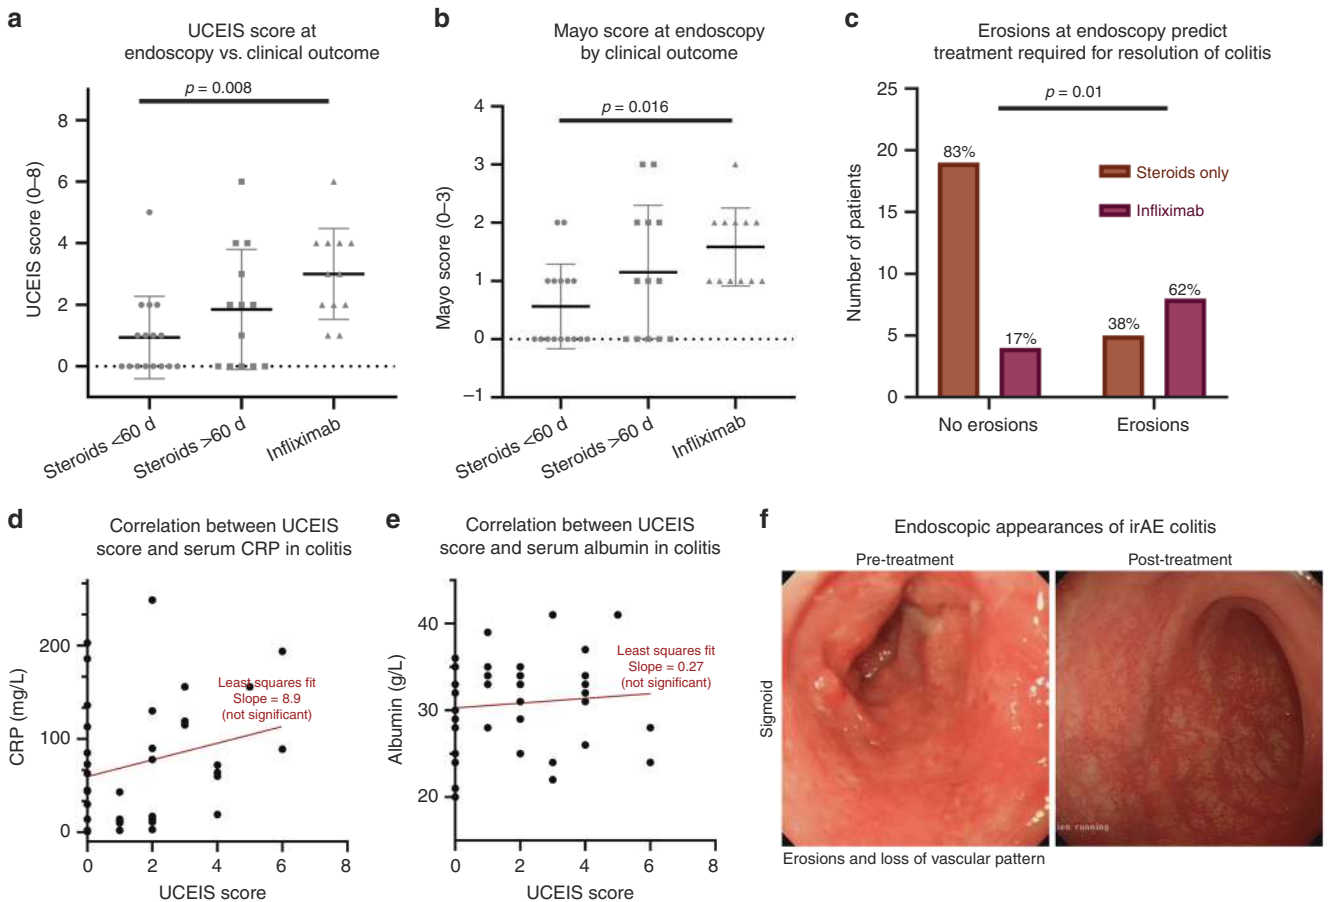 a
UCEIS score at
endoscopy vs. clinical outcome
p = 0.008
UCEIS score (0–8)
8
6
4
2
0
Steroids <60 d
Steroids >60 d
Infliximab
b
Mayo score at endoscopy
by clinical outcome
p = 0.016
Mayo score (0–3)
4
3
2
1
0
–1
Steroids <60 d
Steroids >60 d
Infliximab
c
Erosions at endoscopy predict
treatment required for resolution of colitis
p = 0.01
Number of patients
25
20
15
10
5
0
83%
17%
38%
62%
Steroids only
Infliximab
No erosions
Erosions
d
Correlation between UCEIS
score and serum CRP in colitis
CRP (mg/L)
200
100
0
Least squares fit
Slope = 8.9
(not significant)
0 2 4 6 8
UCEIS score
e
Correlation between UCEIS
score and serum albumin in colitis
Albumin (g/L)
40
30
20
Least squares fit
Slope = 0.27
(not significant)
0 2 4 6 8
UCEIS score
f
Endoscopic appearances of irAE colitis
Pre-treatment
Post-treatment
Sigmoid
running
Erosions and loss of vascular pattern